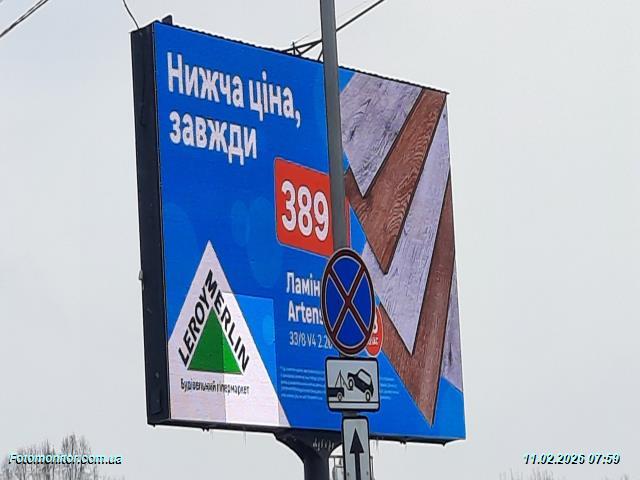 Нижча ціна,
завжди
389
Ламін
Artens
33/8 V4 2.2
LEROY MERLIN
Будівельний гіпермаркет
Fotomonitor.com.ua
11.02.2026 07:59